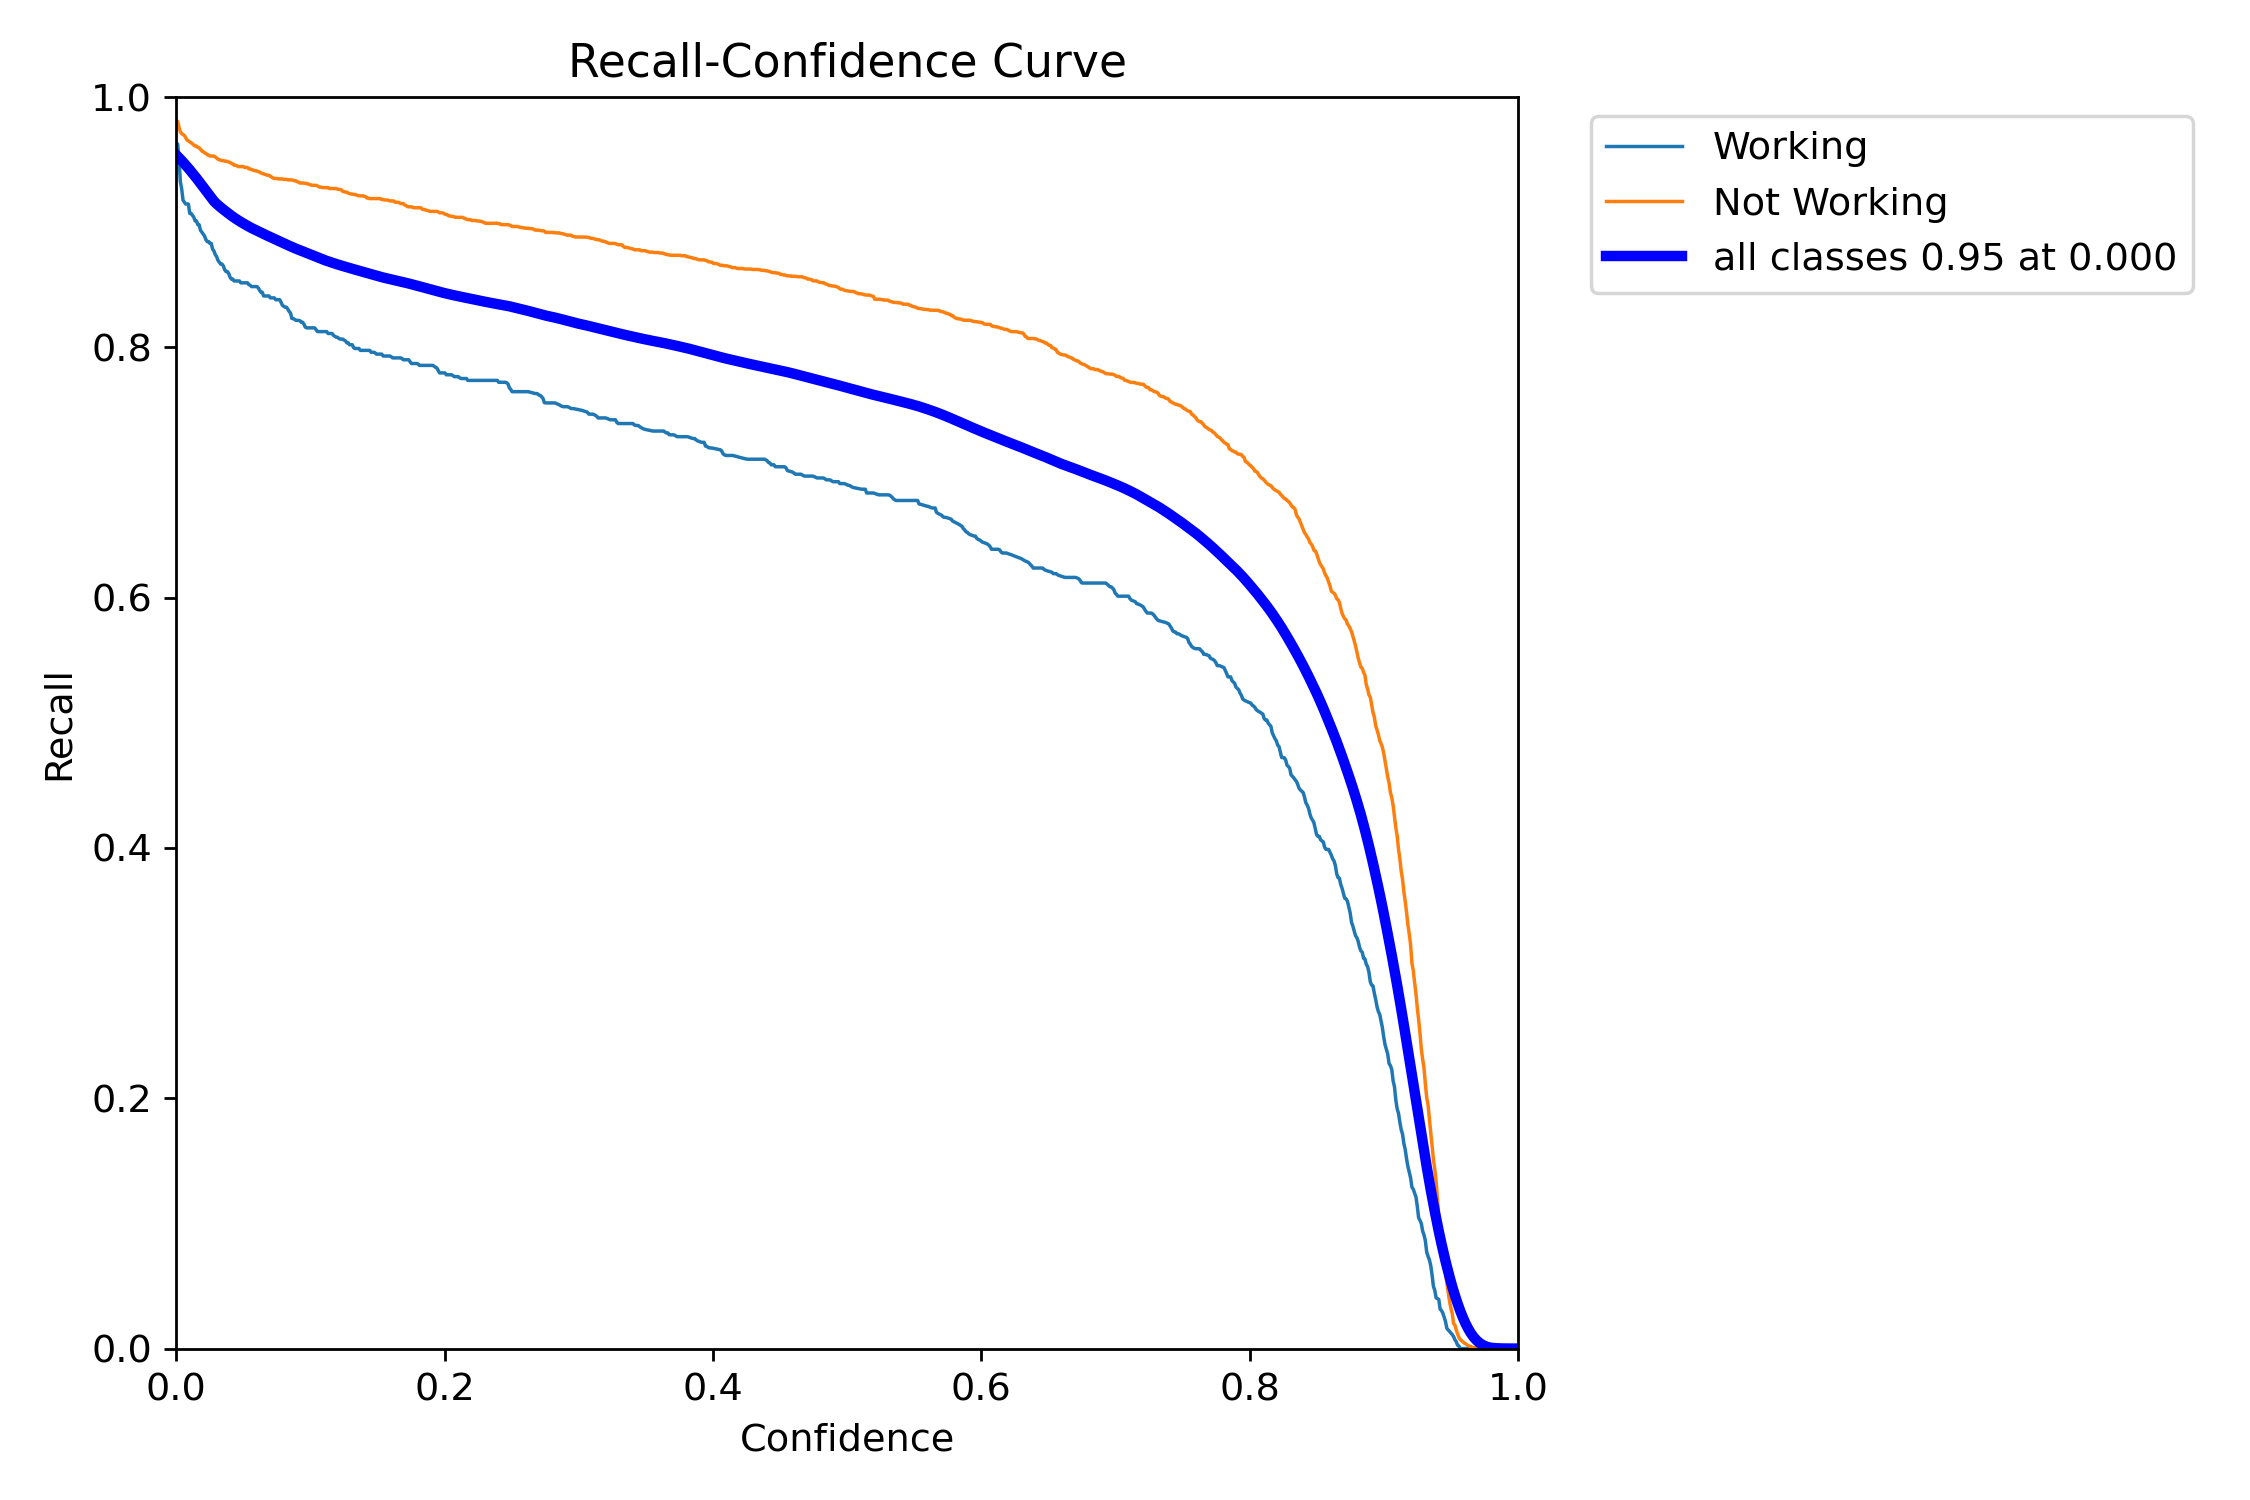 Recall-Confidence Curve
1.0
0.8
0.6
0.4
0.2
0.0
Recall
0.0 0.2 0.4 0.6 0.8 1.0
Confidence
Working
Not Working
all classes 0.95 at 0.000